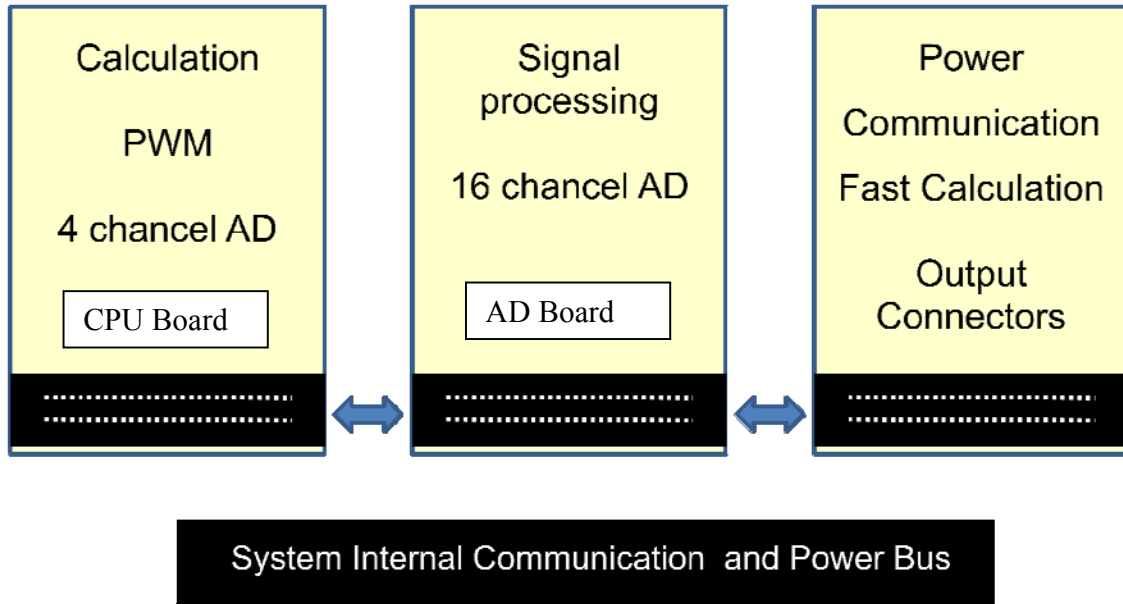 Calculation
PWM
4 chancel AD
CPU Board
Signal
processing
16 chancel AD
AD Board
Power
Communication
Fast Calculation
Output
Connectors
System Internal Communication and Power Bus